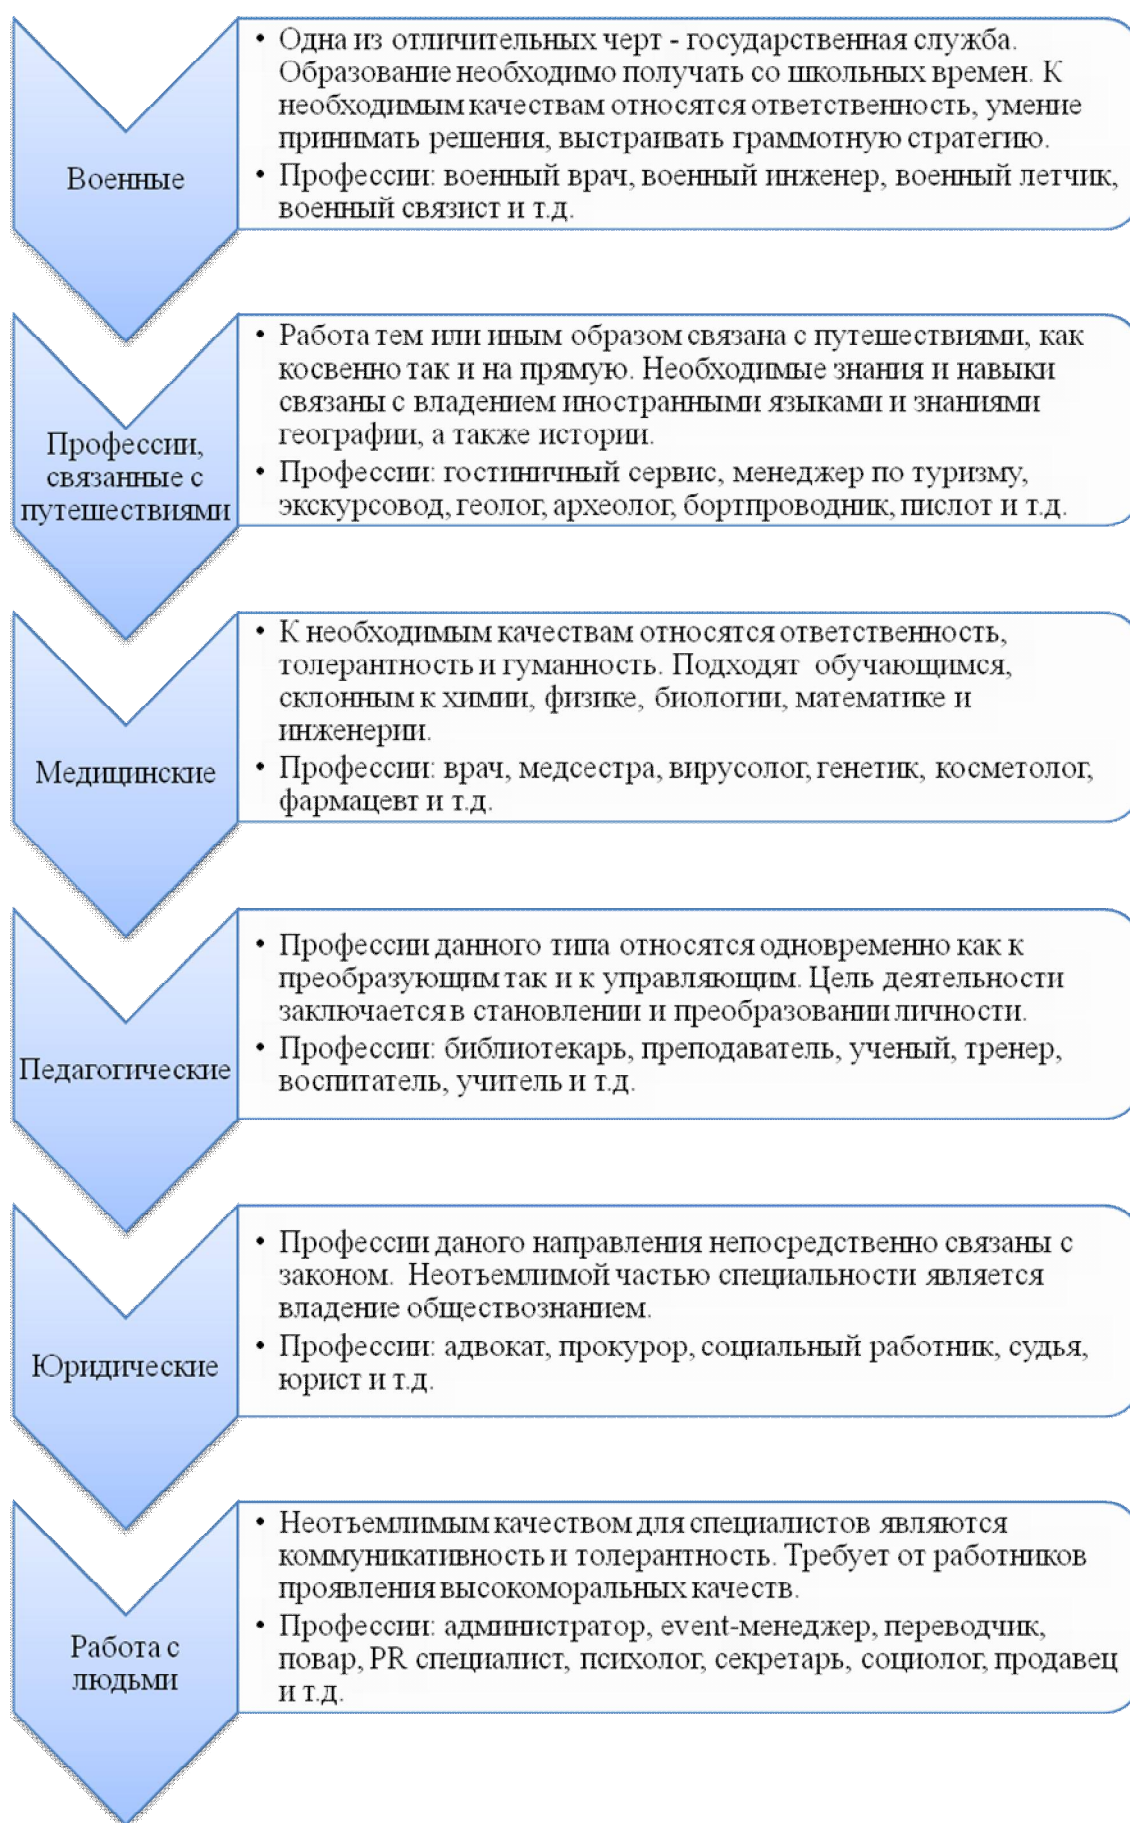 Военные
• Одна из отличительных черт - государственная служба.
Образование необходимо получать со школьных времен. К
необходимым качествам относятся ответственность, умение
принимать решения, выстраивать граммотную стратегию.
• Профессии: военный врач, военный инженер, военный летчик,
военный связист и т.д.
Профессии,
связанные с
путешествиями
• Работа тем или иным образом связана с путешествиями, как
косвенно так и на прямую. Необходимые знания и навыки
связаны с владением иностранными языками и знаниями
географии, а также истории.
• Профессии: гостиничный сервис, менеджер по туризму,
экскурсовод, геолог, археолог, бортпроводник, пислот и т.д.
Медицинские
• К необходимым качествам относятся ответственность,
толерантность и гуманность. Подходят обучающимся,
склонным к химии, физике, биологии, математике и
инженерии.
• Профессии: врач, медсестра, вирусолог, генетик, косметолог,
фармацевт и т.д.
Педагогические
• Профессии данного типа относятся одновременно как к
преобразующим так и к управляющим. Цель деятельности
заключается в становлении и преобразовании личности.
• Профессии: библиотекарь, преподаватель, ученый, тренер,
воспитатель, учитель и т.д.
Юридические
• Профессии даного направления непосредственно связаны с
законом. Неотъемлимой частью специальности является
владение обществознанием.
• Профессии: адвокат, прокурор, социальный работник, судья,
юрист и т.д.
Работа с
людьми
• Неотъемлимым качеством для специалистов являются
коммуникативность и толерантность. Требует от работников
проявления высокоморальных качеств.
• Профессии: администратор, event-менеджер, переводчик,
повар, PR специалист, психолог, секретарь, социолог, продавец
и т.д.